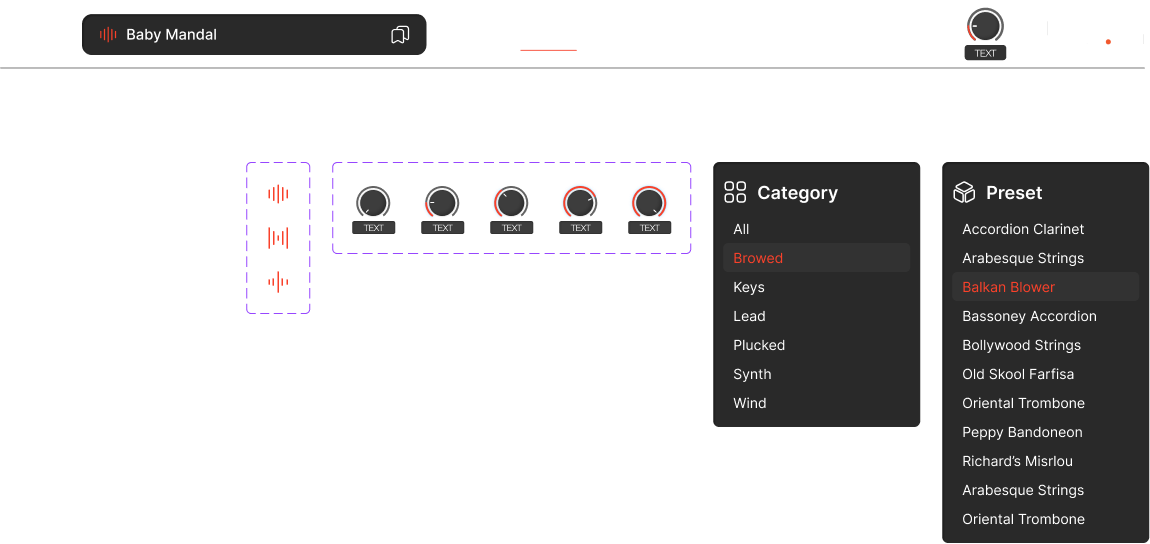 Baby Mandal
TEXT
TEXT
TEXT
TEXT
TEXT
TEXT
Category
All
Browed
Keys
Lead
Plucked
Synth
Wind
Preset
Accordion Clarinet
Arabesque Strings
Balkan Blower
Bassoney Accordion
Bollywood Strings
Old Skool Farfisa
Oriental Trombone
Peppy Bandoneon
Richard’s Misrlou
Arabesque Strings
Oriental Trombone